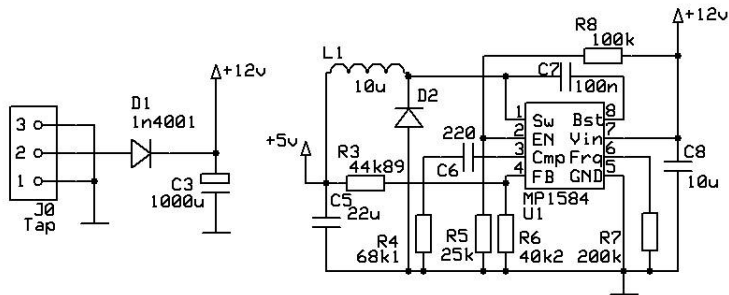 +12v
R8
100k
L1
+12v
10u
C7
100n
D1
1n4001
D2
1 Sw Bst 8
2 EN Vin 7
3 Cmp Frq 6
4 FB GND 5
MP1584
U1
3
2
1
J0
Tap
+5v
R3
44k89
220
C6
C8
10u
C3
1000u
C5
22u
R4
68k1
R5
25k
R6
40k2
R7
200k